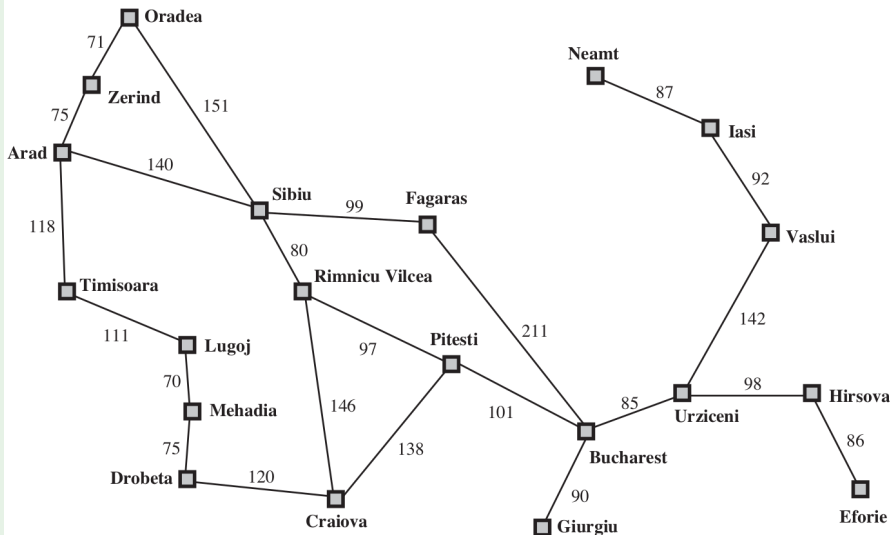 Oradea
71
Neamt
87
Zerind
75
151
Iasi
Arad
140
92
Sibiu
Fagaras
99
118
80
Vaslui
Timisoara
Rimnicu Vilcea
142
111
Lugoj
97
Pitesti
211
70
98
Hirsova
Mehadia
146
101
85
Urziceni
75
138
Bucharest
86
Drobeta
120
90
Eforie
Craiova
Giurgiu